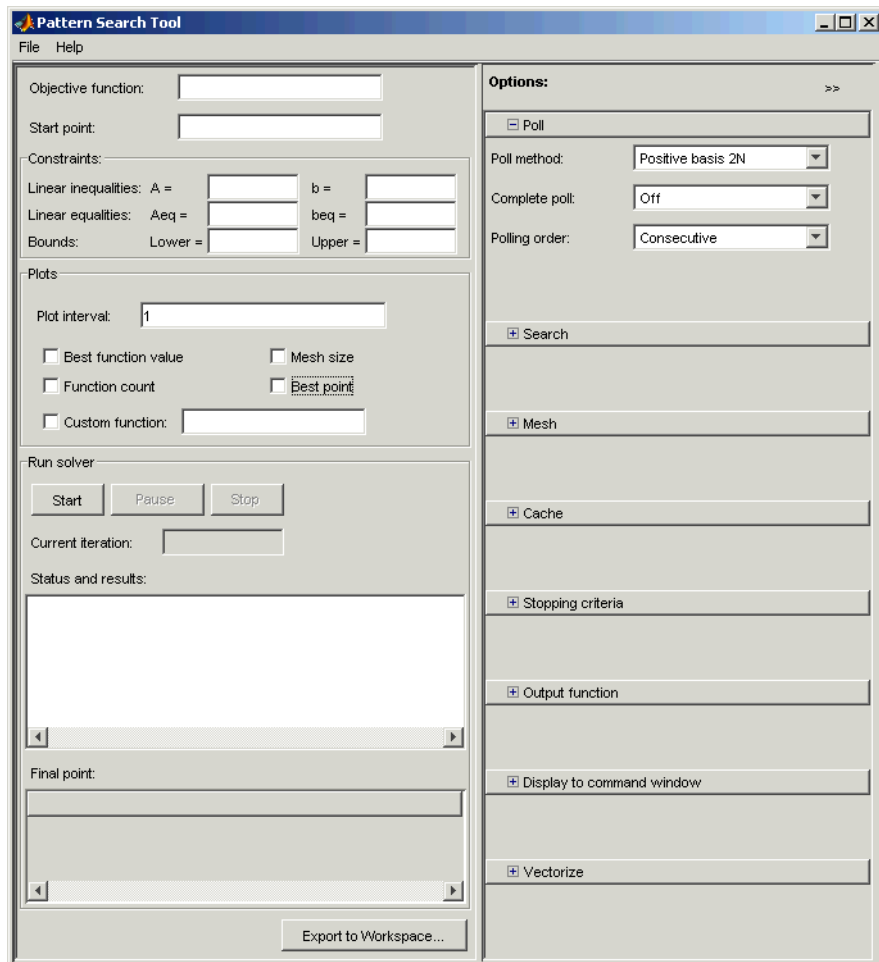 Pattern Search Tool
File Help
Objective function:
Start point:
Constraints:
Linear inequalities: A = b =
Linear equalities: Aeq = beq =
Bounds: Lower = Upper =
Plots
Plot interval: 1
Best function value Mesh size
Function count Best point
Custom function:
Run solver
Start Pause Stop
Current iteration:
Status and results:
Final point:
Export to Workspace...
Options: >>
Poll
Poll method: Positive basis 2N
Complete poll: Off
Polling order: Consecutive
Search
Mesh
Cache
Stopping criteria
Output function
Display to command window
Vectorize